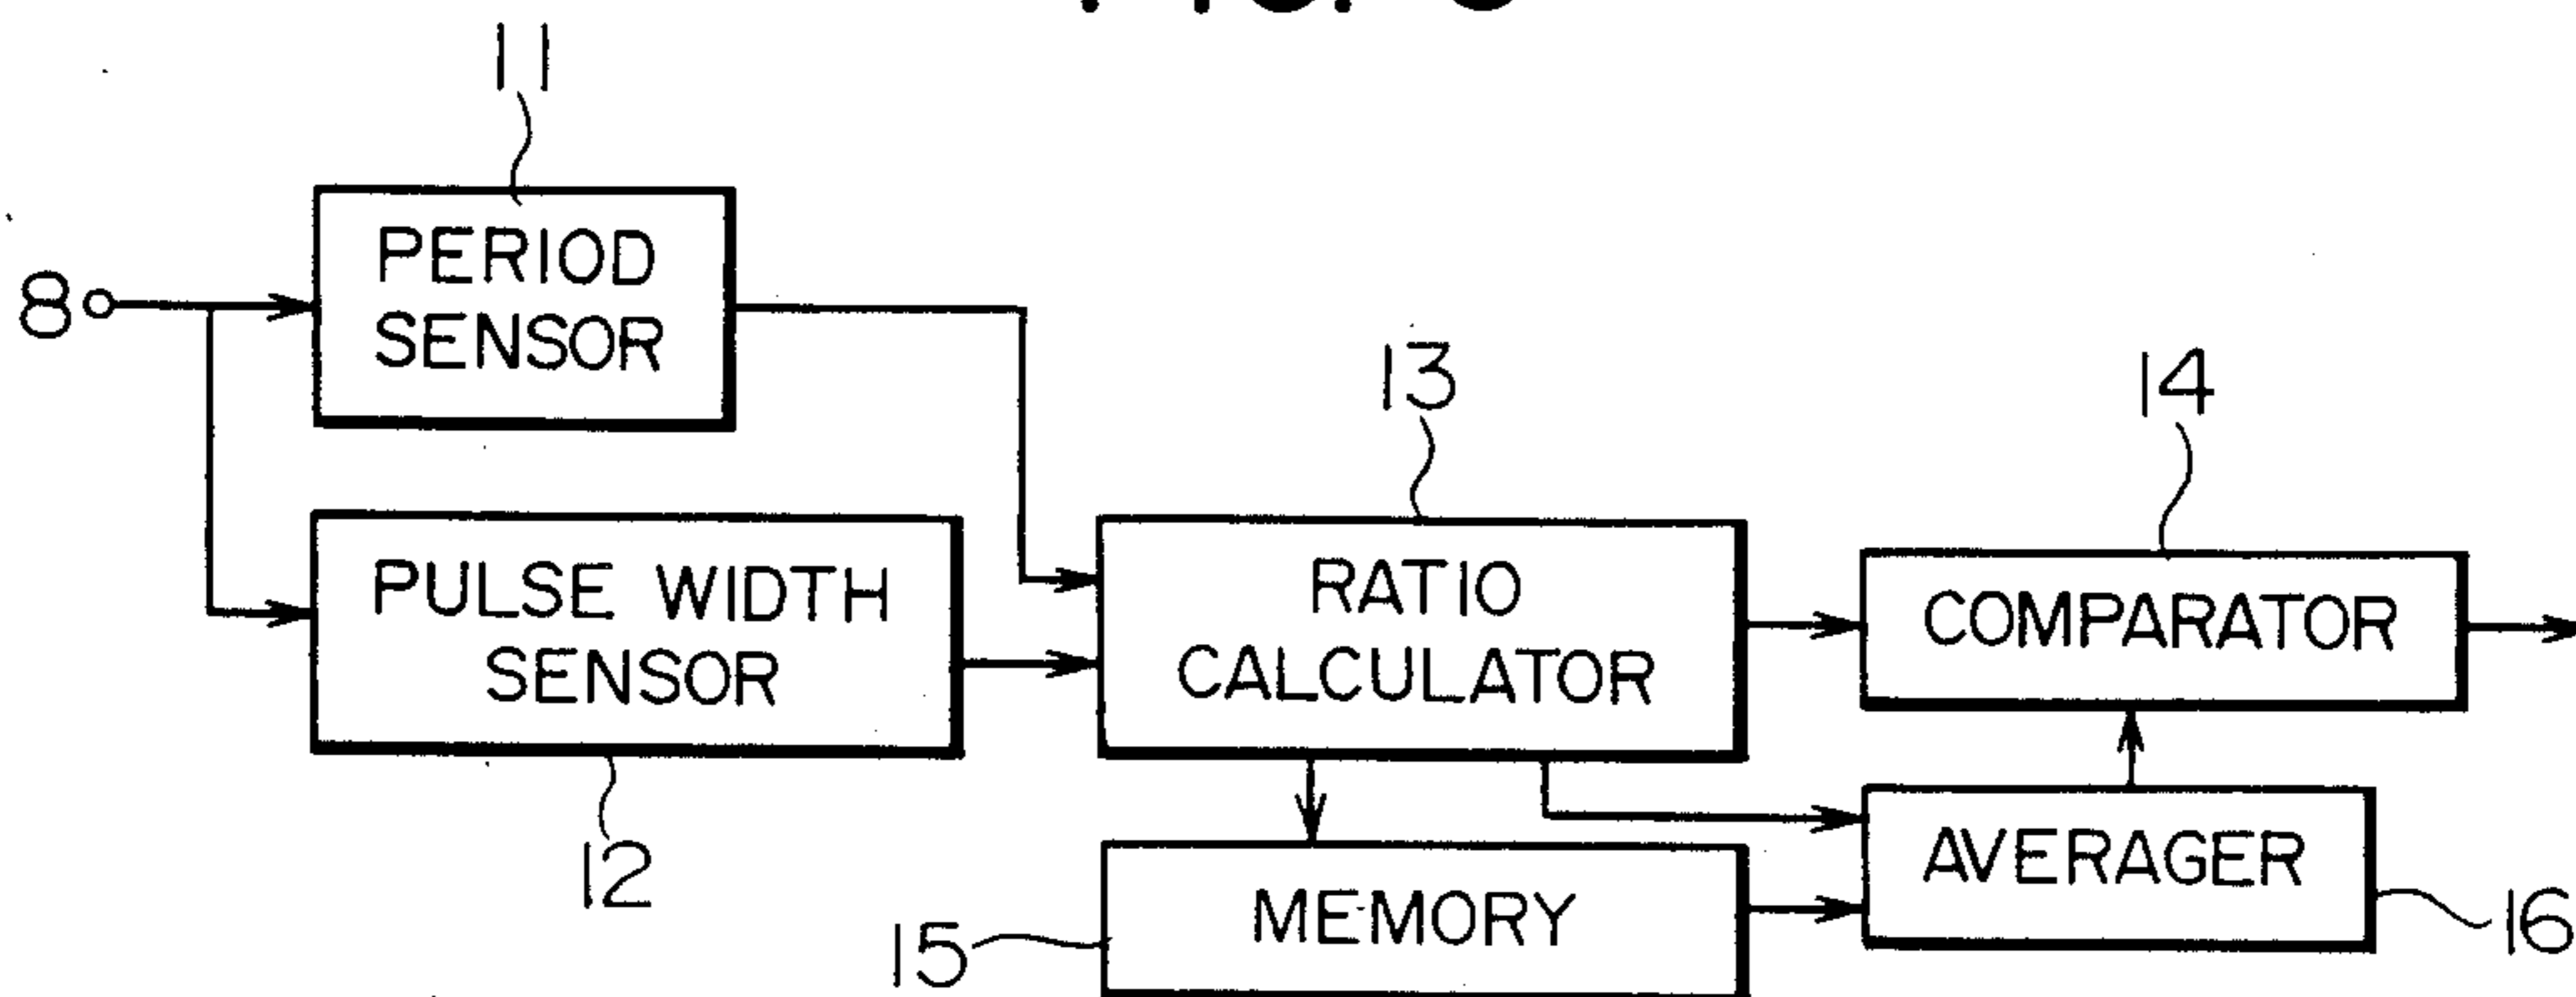 11
PERIOD
SENSOR
8
13
14
PULSE WIDTH
SENSOR
RATIO
CALCULATOR
COMPARATOR
12
MEMORY
AVERAGER
15
16